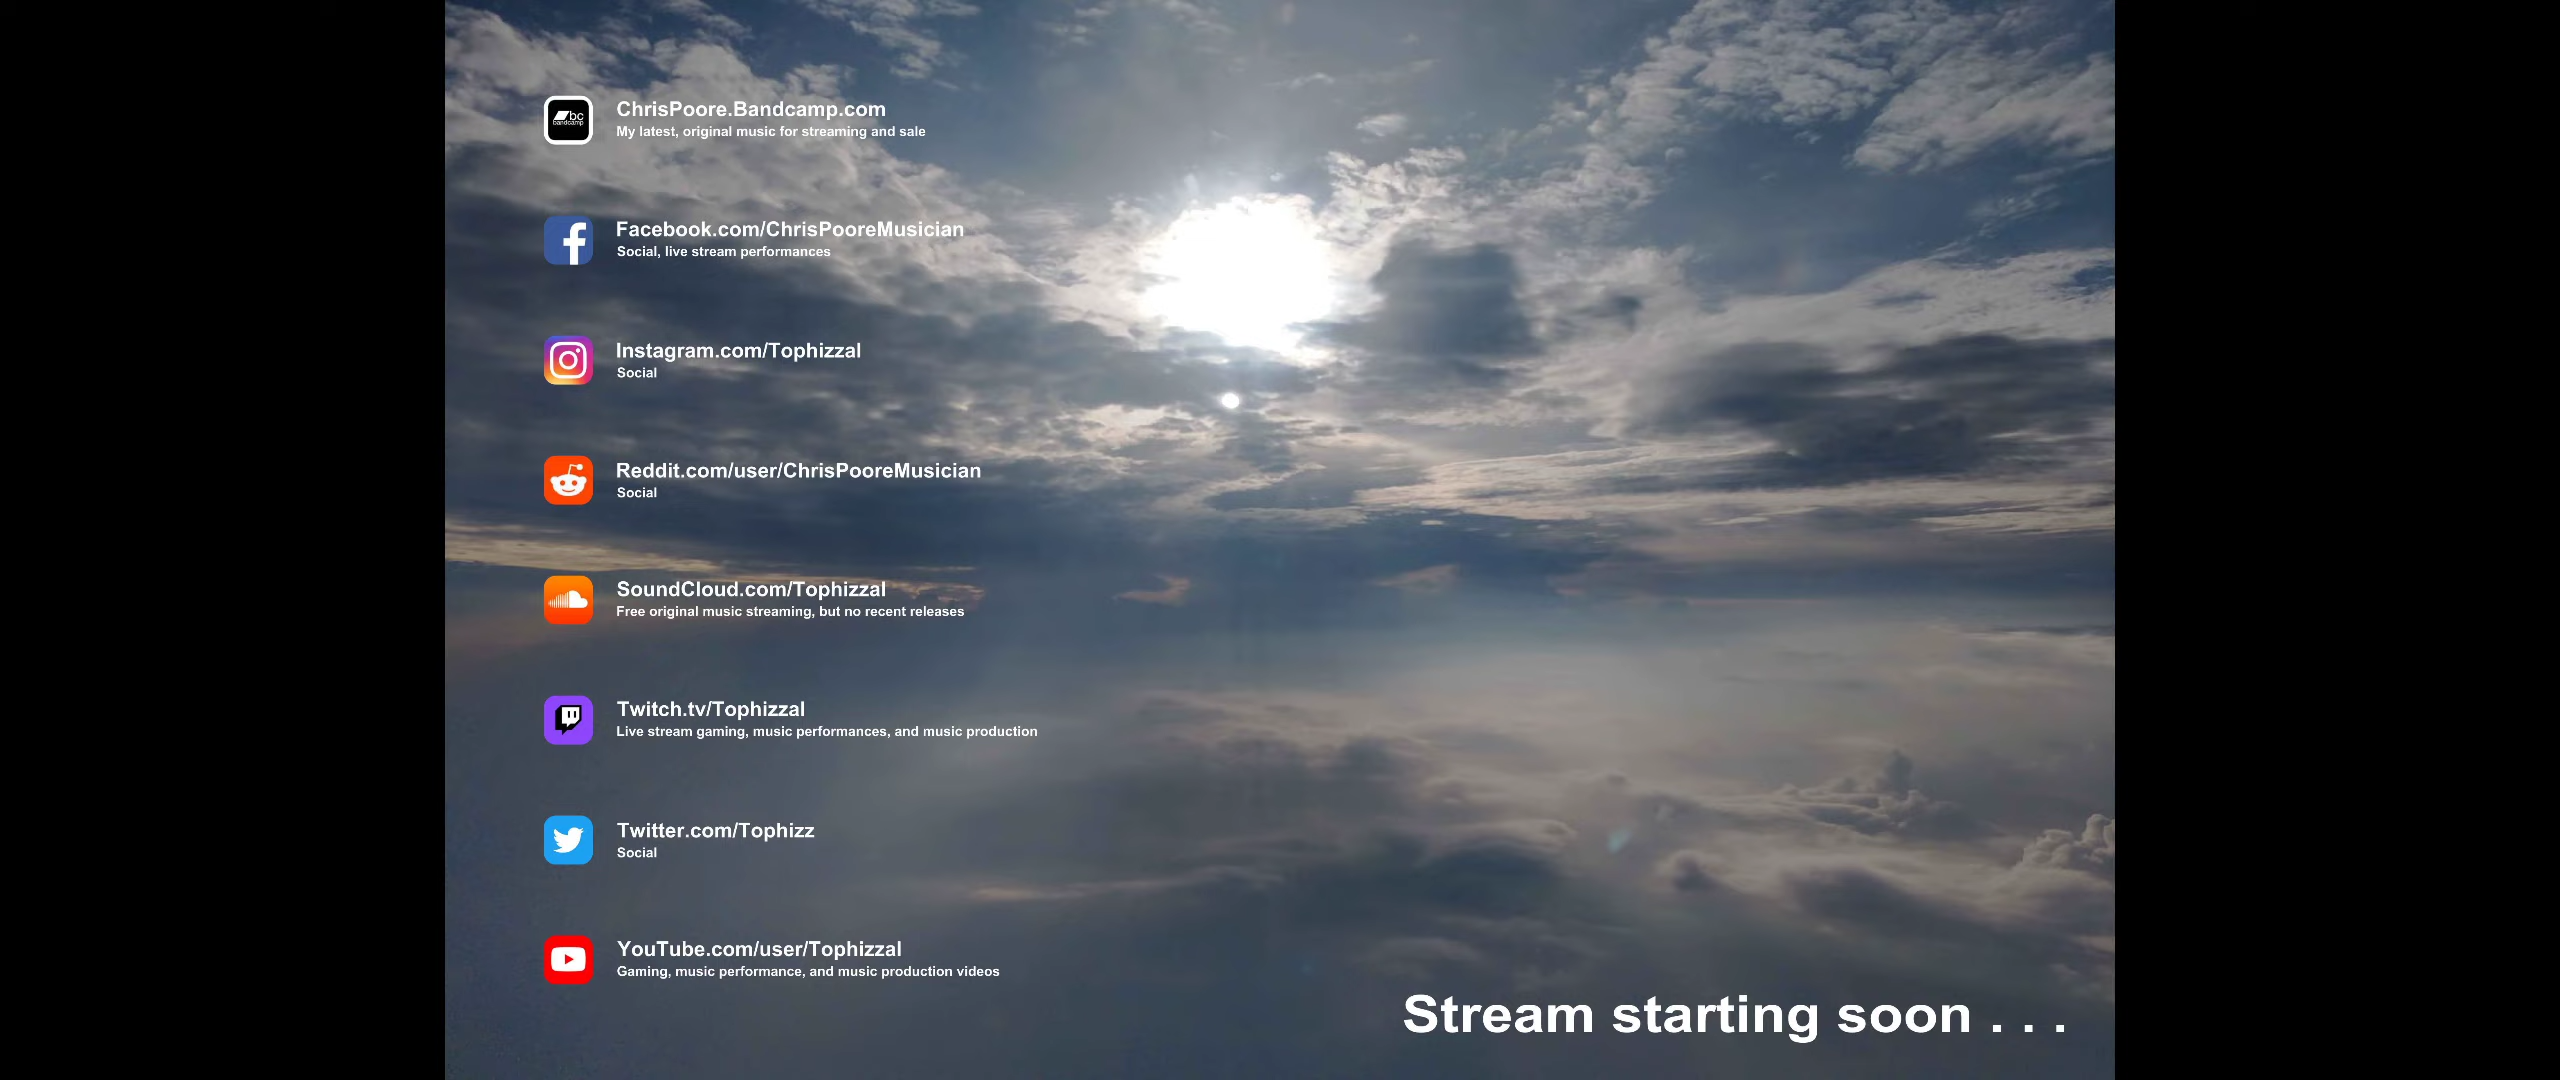 bc
bandcamp
ChrisPoore.Bandcamp.com
My latest, original music for streaming and sale
Facebook.com/ChrisPooreMusician
Social, live stream performances
Instagram.com/Tophizzal
Social
Reddit.com/user/ChrisPooreMusician
Social
SoundCloud.com/Tophizzal
Free original music streaming, but no recent releases
Twitch.tv/Tophizzal
Live stream gaming, music performances, and music production
Twitter.com/Tophizz
Social
YouTube.com/user/Tophizzal
Gaming, music performance, and music production videos
Stream starting soon . . .